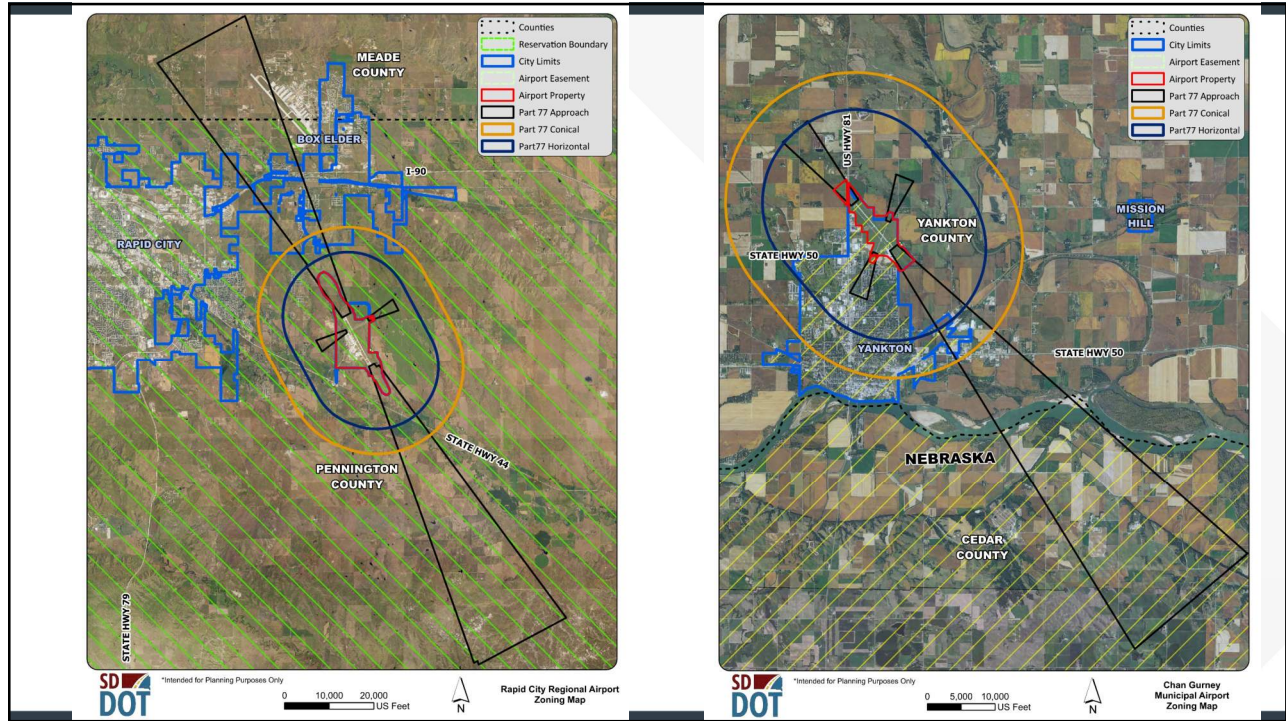 Counties
Reservation Boundary
City Limits
Airport Easement
Airport Property
Part 77 Approach
Part 77 Conical
Part77 Horizontal
MEADE
COUNTY
BOX ELDER
I-90
RAPID CITY
STATE HWY 44
PENNINGTON
COUNTY
STATE HWY 79
SD
DOT
*Intended for Planning Purposes Only
0 10,000 20,000
US Feet
N
Rapid City Regional Airport
Zoning Map
Counties
City Limits
Airport Easement
Airport Property
Part 77 Approach
Part 77 Conical
Part77 Horizontal
US HWY 81
MISSION
HILL
YANKTON
COUNTY
STATE HWY 50
YANKTON
STATE HWY 50
NEBRASKA
CEDAR
COUNTY
SD
DOT
*Intended for Planning Purposes Only
0 5,000 10,000
US Feet
N
Chan Gurney
Municipal Airport
Zoning Map